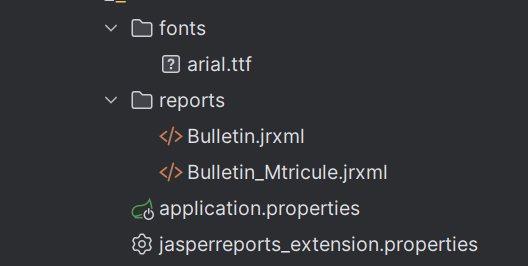 fonts
arial.ttf
reports
Bulletin.jrxml
Bulletin_Mtricule.jrxml
application.properties
jasperreports_extension.properties